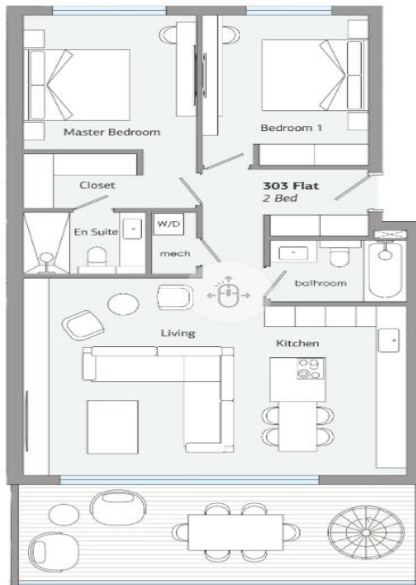 Master Bedroom
Bedroom 1
Closet
303 Flat
2 Bed
En Suite
W/D
mech
bathroom
Living
Kitchen